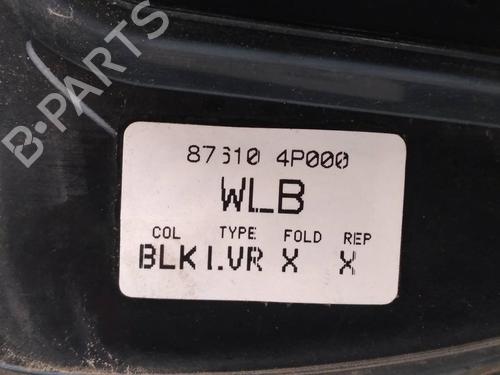 B-PARTS
87610 4P000
WLB
COL TYPE FOLD REP
BLK I.VR X X